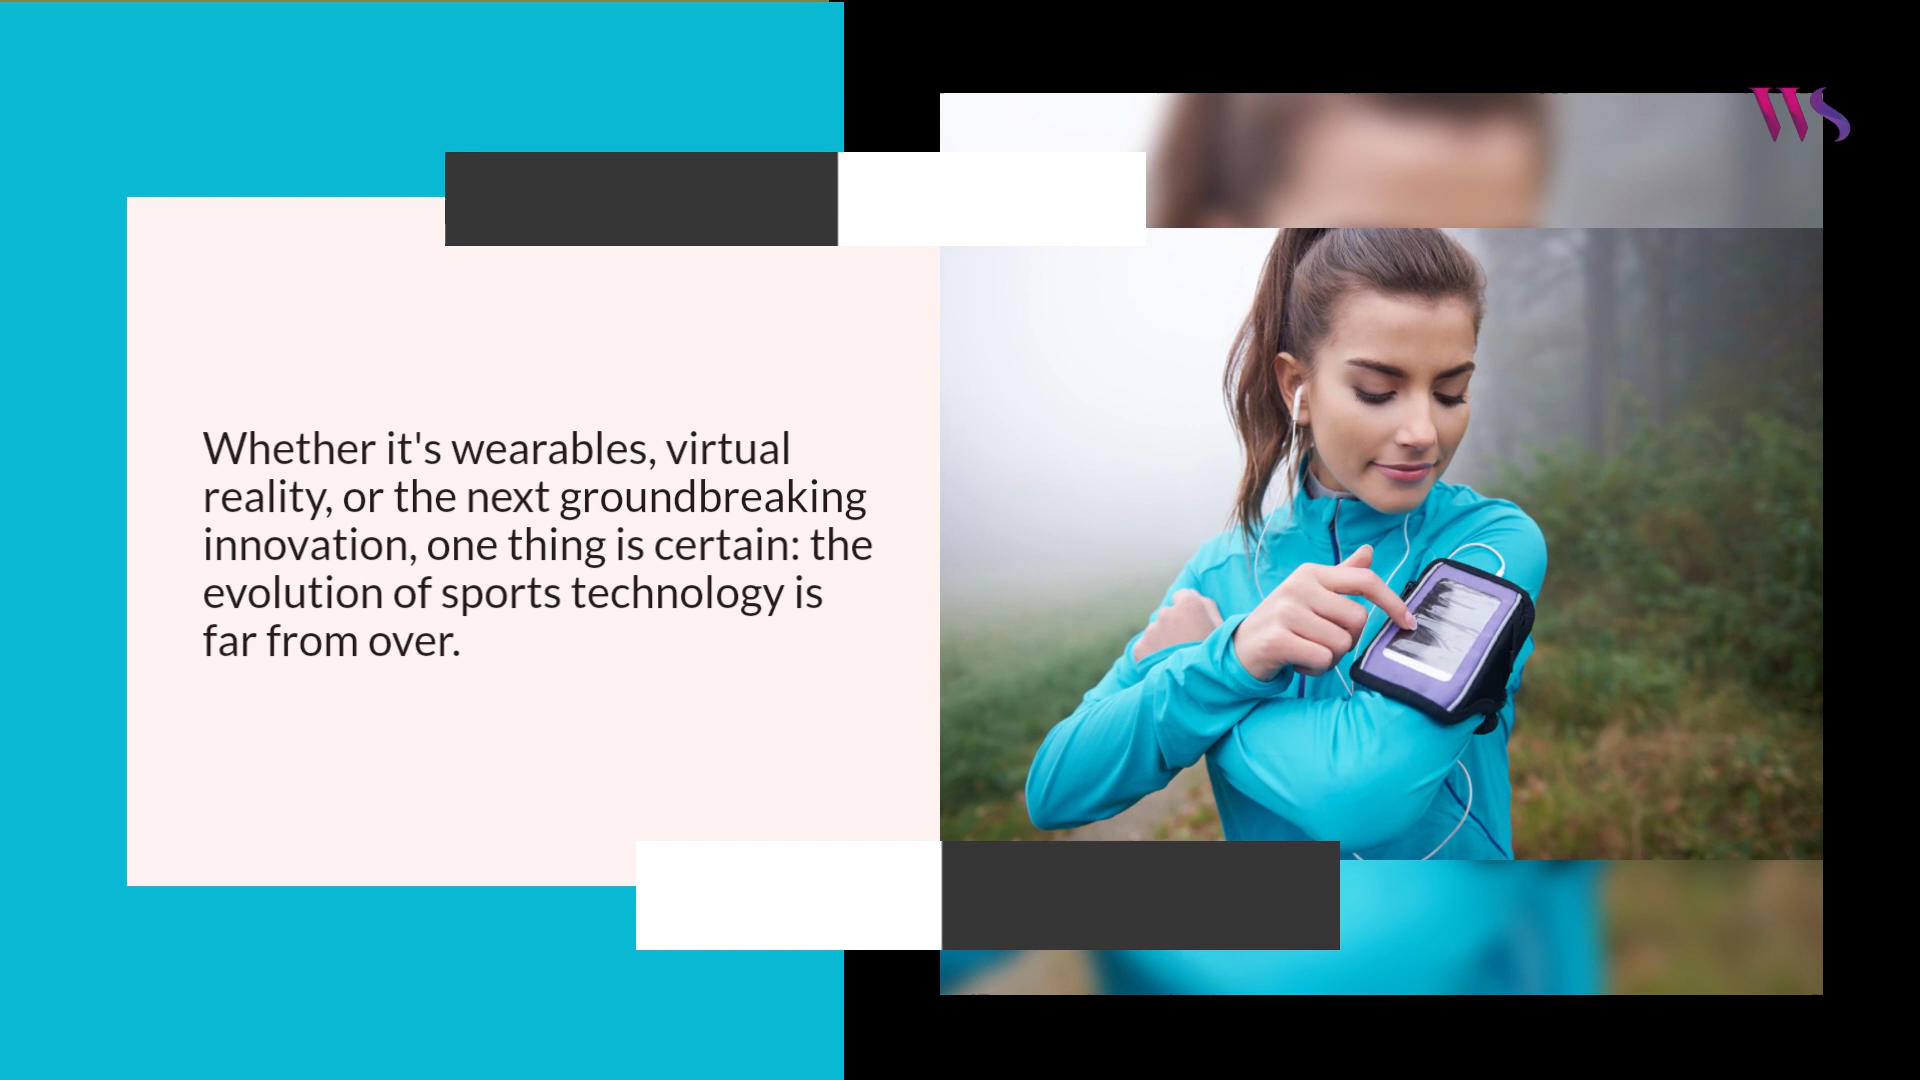 WS
Whether it's wearables, virtual
reality, or the next groundbreaking
innovation, one thing is certain: the
evolution of sports technology is
far from over.